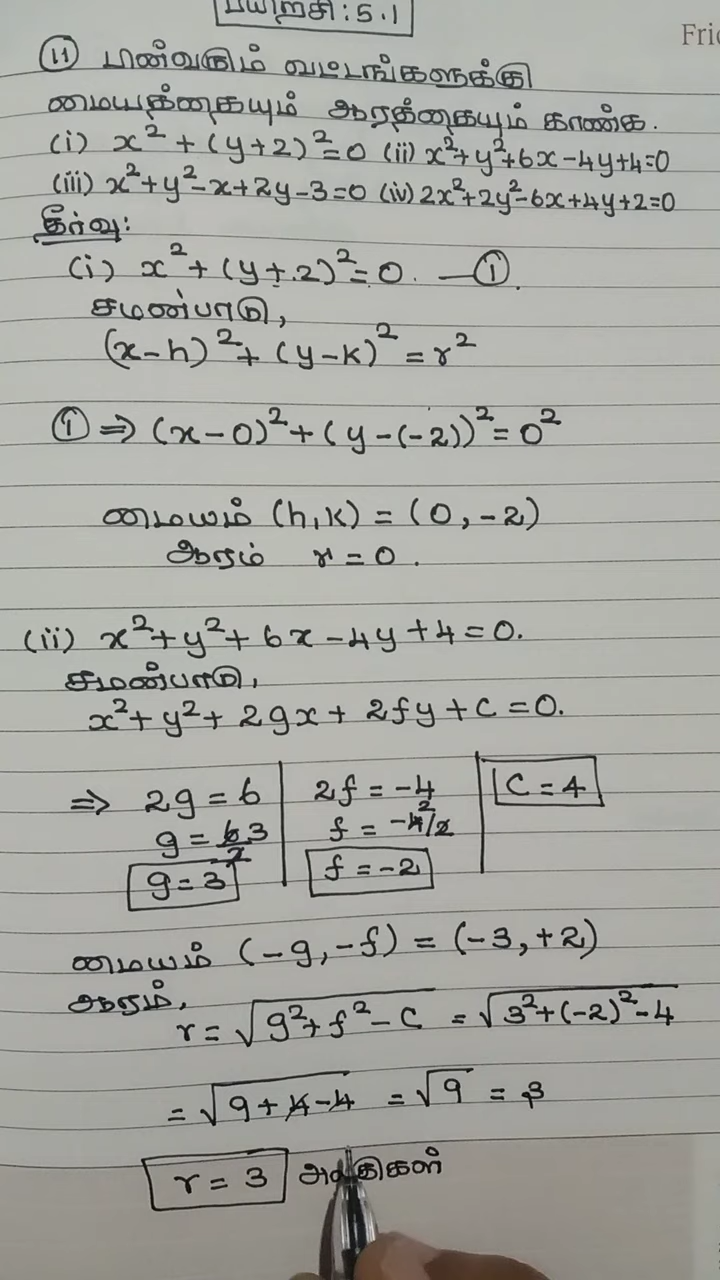 பயிற்சி : 5.1
Fri
(11) பின்வரும் வட்டங்களுக்கு
மையத்தையும் ஆரத்தையும் காண்க.
(i) x² + (y+2)² = 0 (ii) x²+y²+6x-4y+4=0
(iii) x²+y²-x+2y-3=0 (iv) 2x²+2y²-6x+4y+2=0
தீர்வு:
(i) x² + (y+2)² = 0. —①.
சமன்பாடு,
(x-h)² + (y-k)² = r²
① ⇒ (x-0)² + (y-(-2))² = 0²
மையம் (h,k) = (0,-2)
ஆரம் r = 0.
(ii) x²+y²+6x-4y+4=0.
சமன்பாடு,
x²+y²+2gx+2fy+c=0.
⇒ 2g = 6 | 2f = -4 | c = 4
g = 6/2 3 | f = -4/2 2
g = 3 | f = -2
மையம் (-g,-f) = (-3,+2)
ஆரம்,
r = √g²+f²-c = √3²+(-2)²-4
= √9+4-4 = √9 = 3
r = 3 அலகுகள்